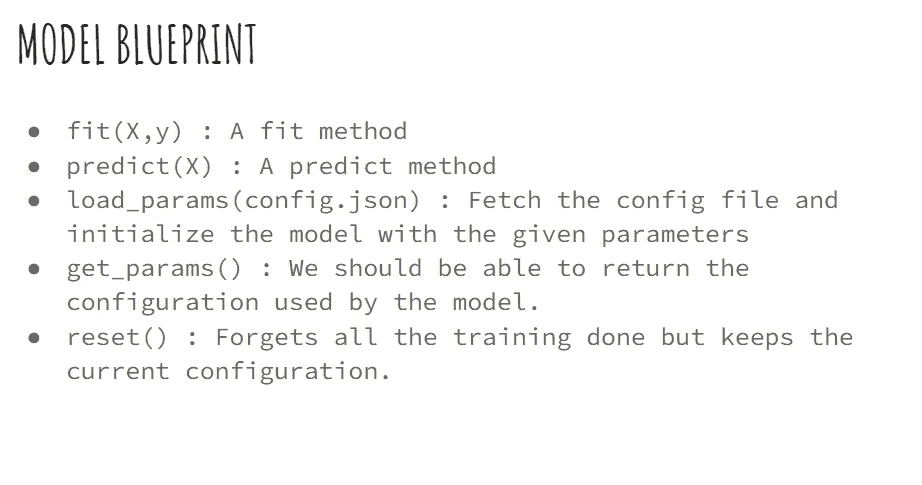 MODEL BLUEPRINT
● fit(X,y) : A fit method
● predict(X) : A predict method
● load_params(config.json) : Fetch the config file and
initialize the model with the given parameters
● get_params() : We should be able to return the
configuration used by the model.
● reset() : Forgets all the training done but keeps the
current configuration.